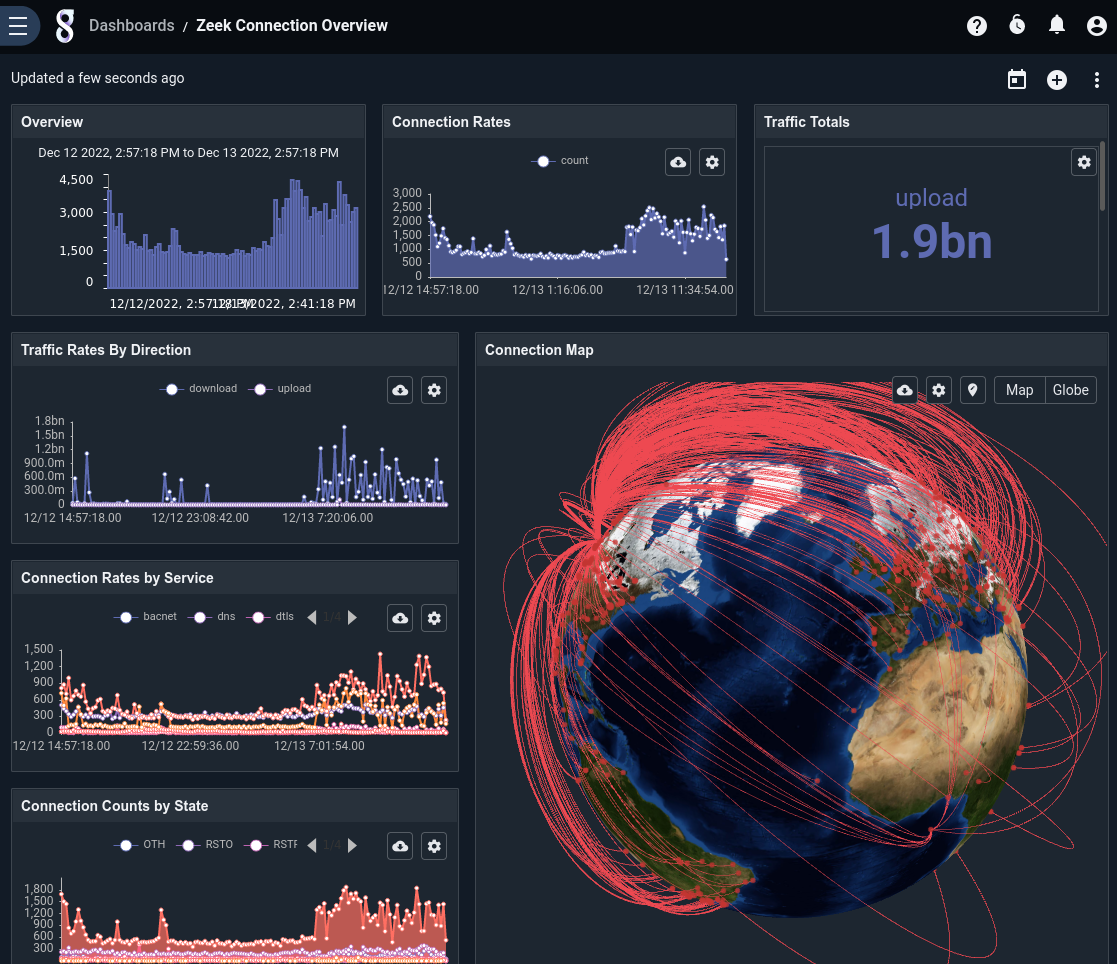 Dashboards / Zeek Connection Overview
Updated a few seconds ago
Overview
Dec 12 2022, 2:57:18 PM to Dec 13 2022, 2:57:18 PM
4,500
3,000
1,500
0
12/12/2022, 2:57:18 PM
12/13/2022, 2:41:18 PM
Connection Rates
count
3,000
2,500
2,000
1,500
1,000
500
0
12/12 14:57:18.00 12/13 1:16:06.00 12/13 11:34:54.00
Traffic Totals
upload
1.9bn
Traffic Rates By Direction
download upload
1.8bn
1.5bn
1.2bn
900.0m
600.0m
300.0m
0
12/12 14:57:18.00 12/12 23:08:42.00 12/13 7:20:06.00
Connection Map
Map Globe
Connection Rates by Service
bacnet dns dtls 1/4
1,500
1,200
900
600
300
0
12/12 14:57:18.00 12/12 22:59:36.00 12/13 7:01:54.00
Connection Counts by State
OTH RSTO RSTR 1/4
1,800
1,500
1,200
900
600
300